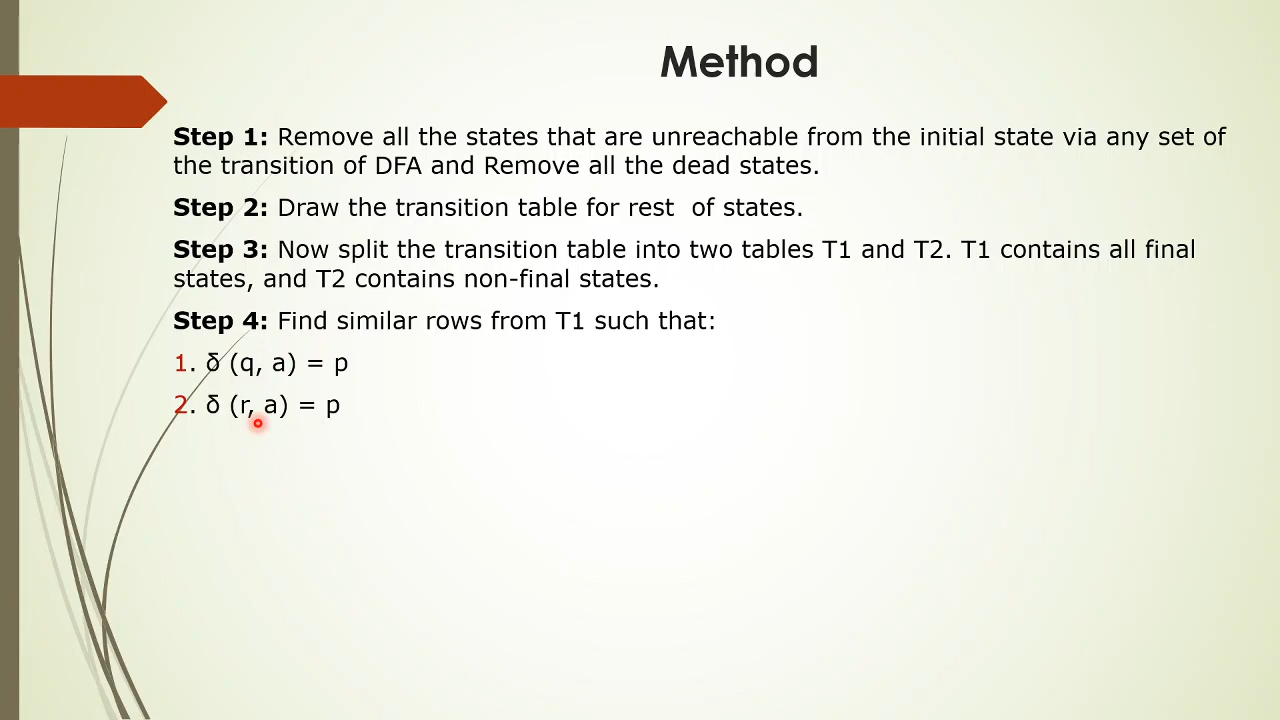 Method
Step 1: Remove all the states that are unreachable from the initial state via any set of
the transition of DFA and Remove all the dead states.
Step 2: Draw the transition table for rest  of states.
Step 3: Now split the transition table into two tables T1 and T2. T1 contains all final
states, and T2 contains non-final states.
Step 4: Find similar rows from T1 such that:
1. δ (q, a) = p
2. δ (r, a) = p